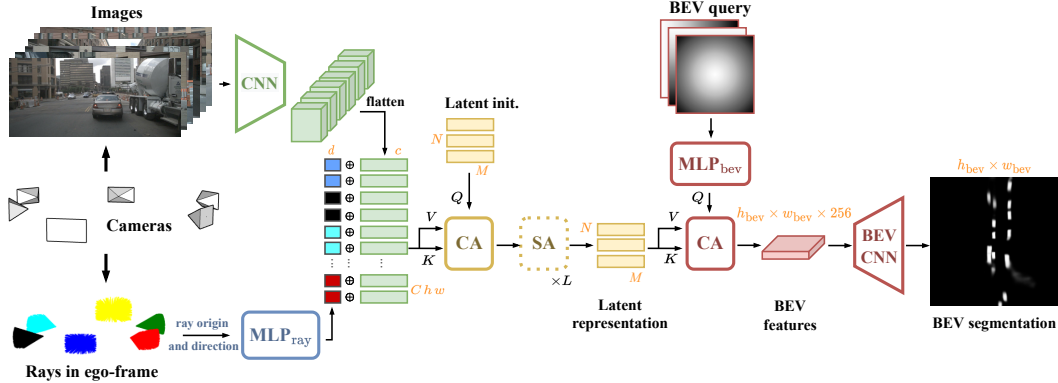 Images
CNN
flatten
Latent init.
N
M
d
c
⊕
⊕
⊕
⊕
⊕
⊕
⋮ ⋮ ⋮
⊕
⊕
C h w
Q
V
K
CA
SA
×L
N
M
Latent
representation
BEV query
MLP_bev
Q
V
K
CA
h_bev × w_bev × 256
BEV
features
BEV
CNN
h_bev × w_bev
BEV segmentation
Cameras
ray origin
and direction
MLP_ray
Rays in ego-frame